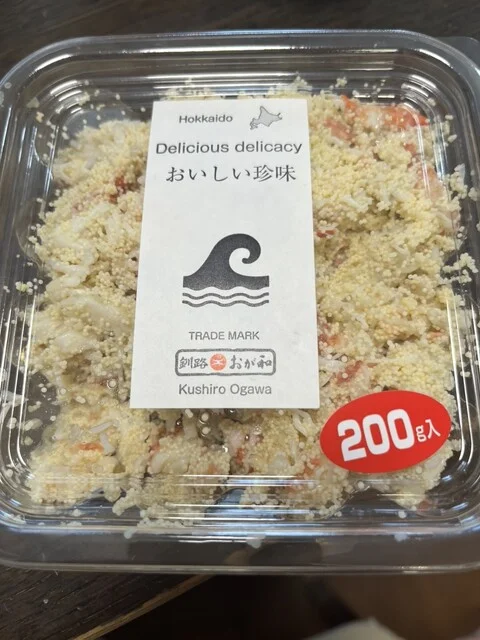 Hokkaido
Delicious delicacy
おいしい珍味
TRADE MARK
釧路 おが和
Kushiro Ogawa
200g入